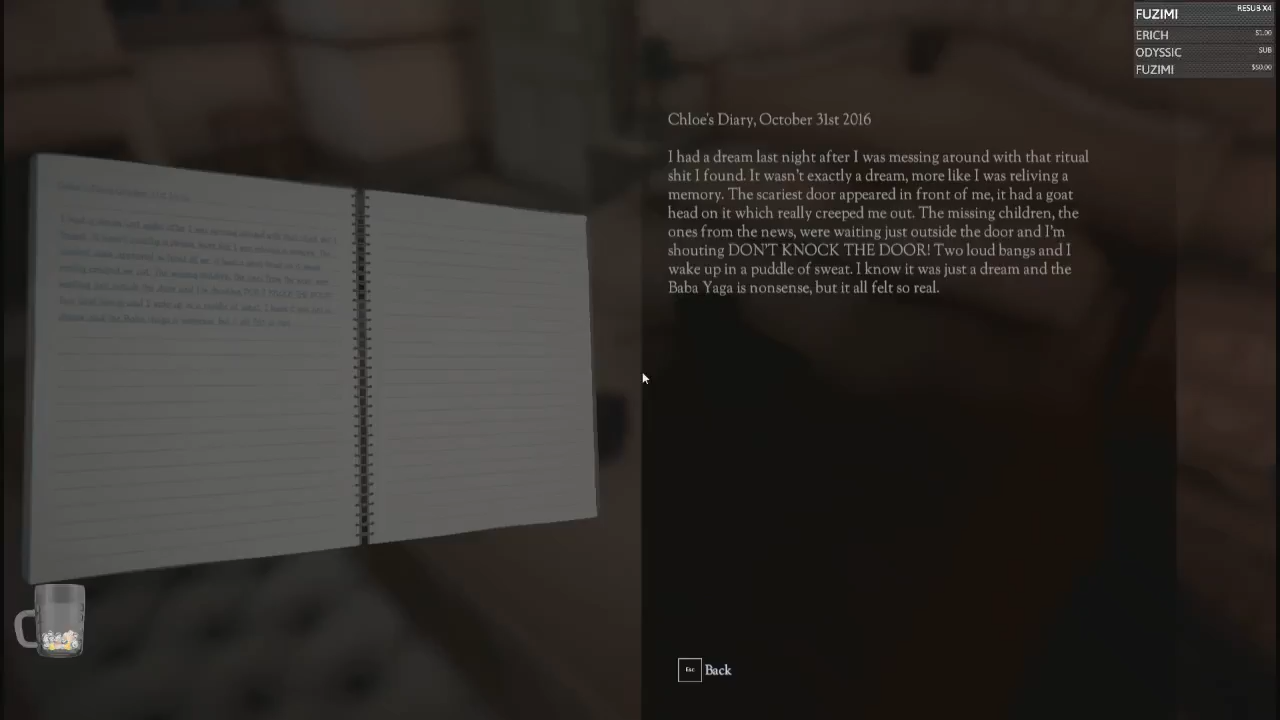 FUZIMI RESUB X4
ERICH $1.00
ODYSSIC SUB
FUZIMI $50.00
Chloe's Diary, October 31st 2016
I had a dream last night after I was messing around with that ritual
shit I found. It wasn't exactly a dream, more like I was reliving a
memory. The scariest door appeared in front of me, it had a goat
head on it which really creeped me out. The missing children, the
ones from the news, were waiting just outside the door and I'm
shouting DON'T KNOCK THE DOOR! Two loud bangs and I
wake up in a puddle of sweat. I know it was just a dream and the
Baba Yaga is nonsense, but it all felt so real.
Esc Back